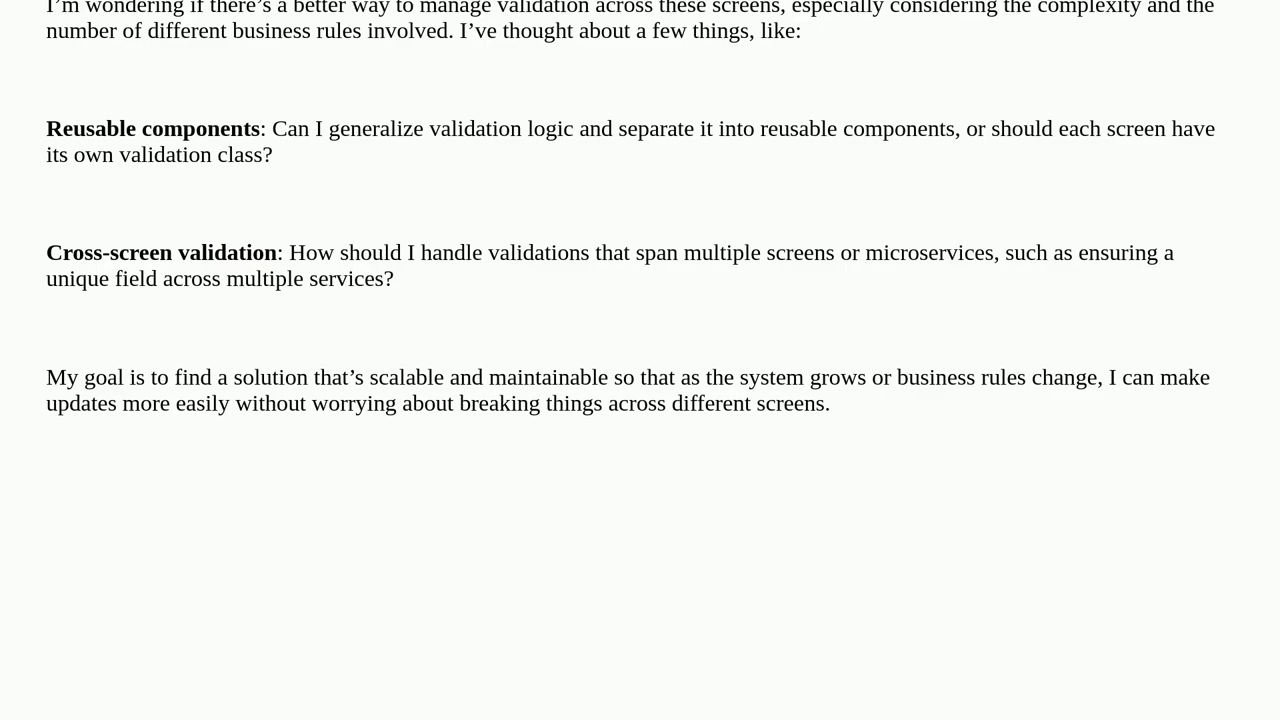 I’m wondering if there’s a better way to manage validation across these screens, especially considering the complexity and the
number of different business rules involved. I’ve thought about a few things, like:
Reusable components: Can I generalize validation logic and separate it into reusable components, or should each screen have
its own validation class?
Cross-screen validation: How should I handle validations that span multiple screens or microservices, such as ensuring a
unique field across multiple services?
My goal is to find a solution that’s scalable and maintainable so that as the system grows or business rules change, I can make
updates more easily without worrying about breaking things across different screens.